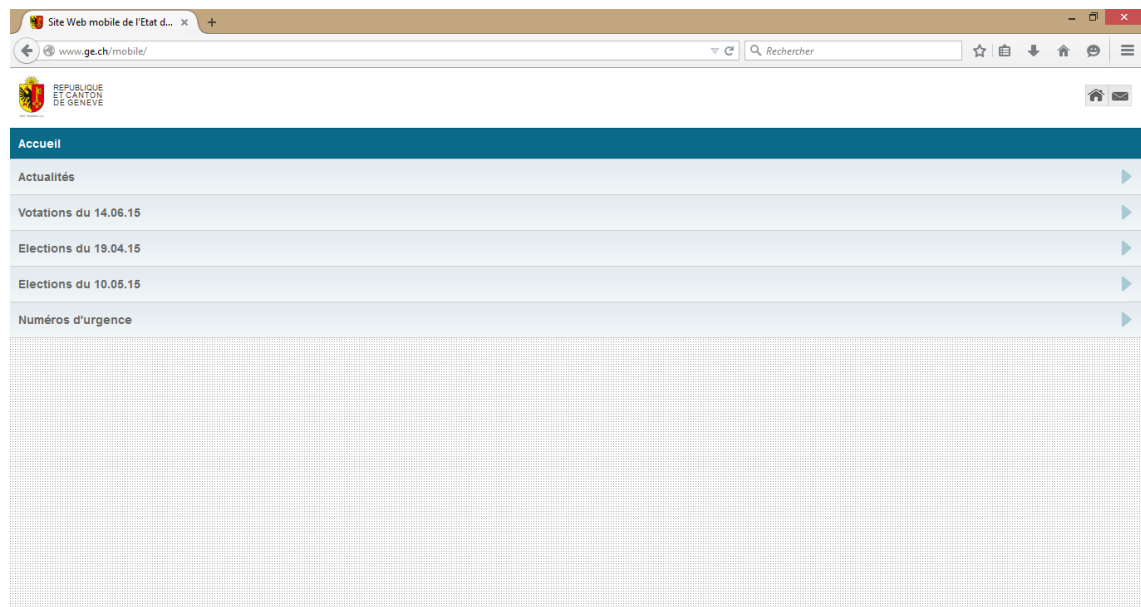 Site Web mobile de l'Etat d...
www.ge.ch/mobile/
Rechercher
REPUBLIQUE
ET CANTON
DE GENEVE
Accueil
Actualités
Votations du 14.06.15
Elections du 19.04.15
Elections du 10.05.15
Numéros d'urgence